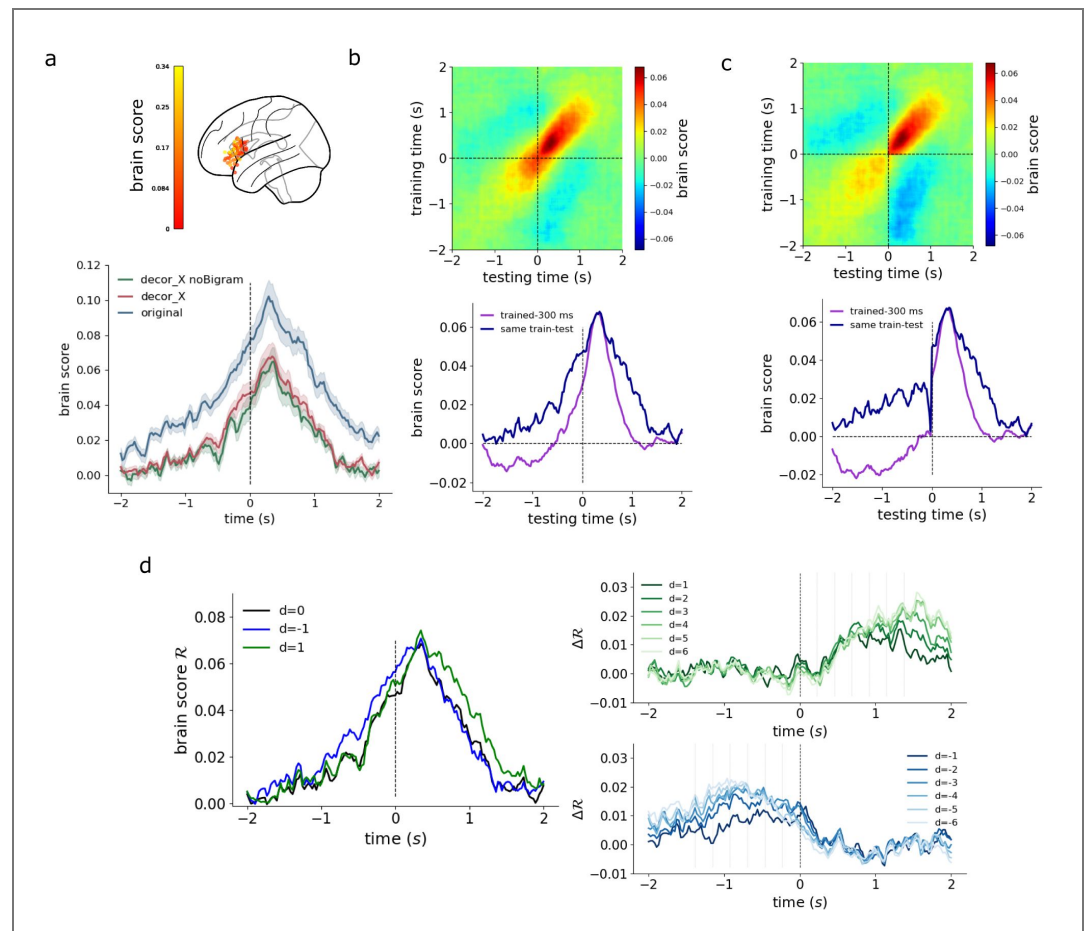 a
brain score
0.34
0.25
0.17
0.084
0
decor_X noBigram
decor_X
original
brain score
0.12
0.10
0.08
0.06
0.04
0.02
0.00
−2 −1 0 1 2
time (s)
b
training time (s)
2
1
0
−1
−2
−2 −1 0 1 2
testing time (s)
0.06
0.04
0.02
0.00
−0.02
−0.04
−0.06
brain score
trained-300 ms
same train-test
brain score
0.06
0.04
0.02
0.00
−0.02
−2 −1 0 1 2
testing time (s)
c
training time (s)
2
1
0
−1
−2
−2 −1 0 1 2
testing time (s)
0.06
0.04
0.02
0.00
−0.02
−0.04
−0.06
brain score
trained-300 ms
same train-test
brain score
0.06
0.04
0.02
0.00
−0.02
−2 −1 0 1 2
testing time (s)
d
brain score R
0.08
0.06
0.04
0.02
0.00
d=0
d=-1
d=1
−2 −1 0 1 2
time (s)
ΔR
0.03
0.02
0.01
0.00
−0.01
d=1
d=2
d=3
d=4
d=5
d=6
−2 −1 0 1 2
time (s)
ΔR
0.03
0.02
0.01
0.00
−0.01
d=-1
d=-2
d=-3
d=-4
d=-5
d=-6
−2 −1 0 1 2
time (s)